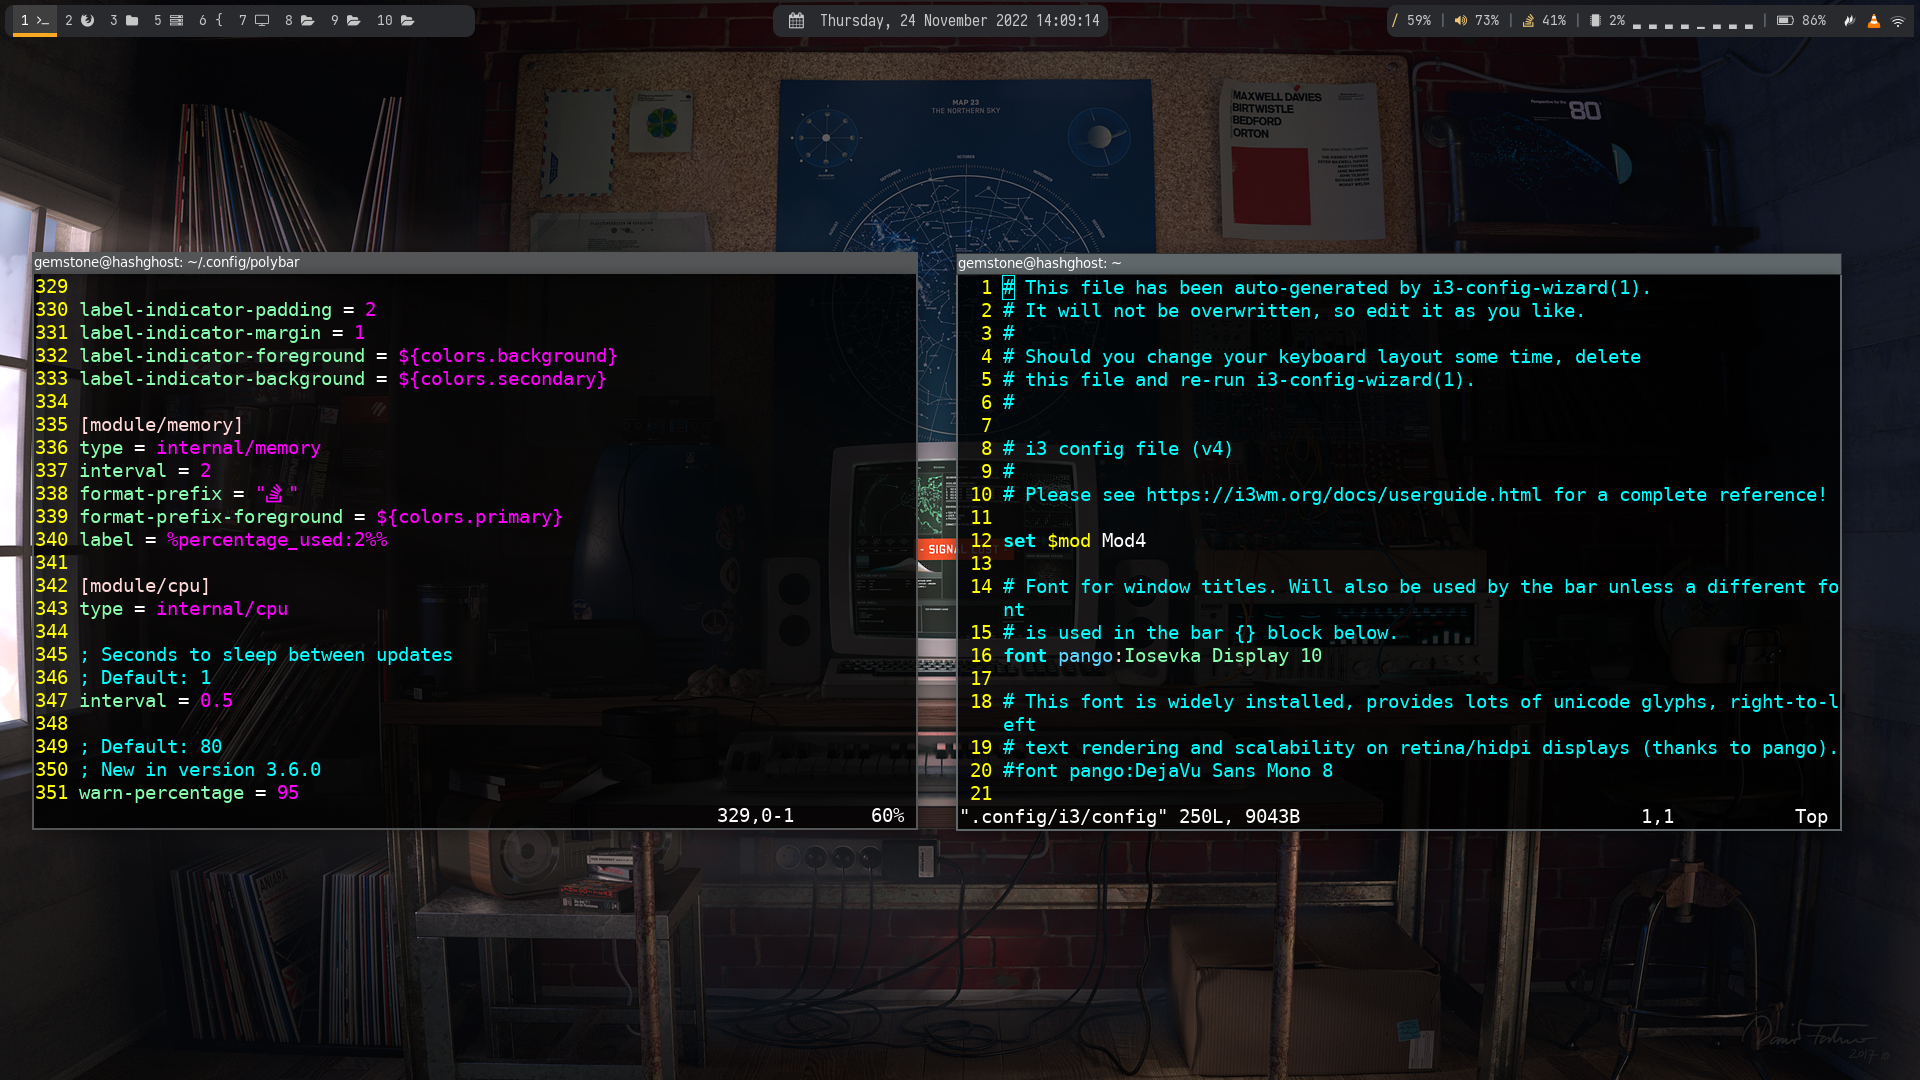 1
2
3
5
6 {
7
8
9
10
Thursday, 24 November 2022 14:09:14
/ 59% | 73% | 41% | 2% | 86%
MAP 23
THE NORTHERN SKY
MAXWELL DAVIES
BIRTWISTLE
BEDFORD
ORTON
Perspective for the 80s
OCTOBER
gemstone@hashghost: ~/.config/polybar
329
330 label-indicator-padding = 2
331 label-indicator-margin = 1
332 label-indicator-foreground = ${colors.background}
333 label-indicator-background = ${colors.secondary}
334
335 [module/memory]
336 type = internal/memory
337 interval = 2
338 format-prefix = " "
339 format-prefix-foreground = ${colors.primary}
340 label = %percentage_used:2%%
341
342 [module/cpu]
343 type = internal/cpu
344
345 ; Seconds to sleep between updates
346 ; Default: 1
347 interval = 0.5
348
349 ; Default: 80
350 ; New in version 3.6.0
351 warn-percentage = 95
329,0-1 60%
- SIGNAL LOST -
gemstone@hashghost: ~
1 # This file has been auto-generated by i3-config-wizard(1).
2 # It will not be overwritten, so edit it as you like.
3 #
4 # Should you change your keyboard layout some time, delete
5 # this file and re-run i3-config-wizard(1).
6 #
7
8 # i3 config file (v4)
9 #
10 # Please see https://i3wm.org/docs/userguide.html for a complete reference!
11
12 set $mod Mod4
13
14 # Font for window titles. Will also be used by the bar unless a different fo
nt
15 # is used in the bar {} block below.
16 font pango:Iosevka Display 10
17
18 # This font is widely installed, provides lots of unicode glyphs, right-to-l
eft
19 # text rendering and scalability on retina/hidpi displays (thanks to pango).
20 #font pango:DejaVu Sans Mono 8
21
".config/i3/config" 250L, 9043B 1,1 Top
ANIARA
2017